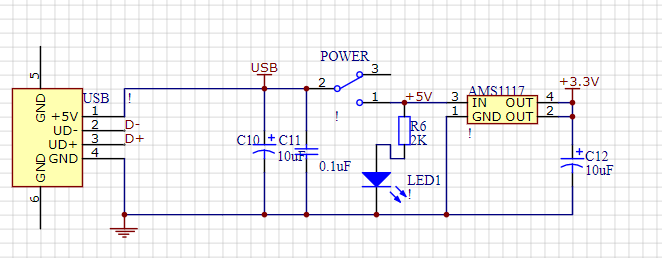 POWER
USB
5
3
2
1
+5V
!
+3.3V
USB
!
GND
+5V
1
UD-
2
D-
UD+
3
D+
GND
4
GND
6
C10
+
10uF
C11
0.1uF
R6
2K
LED1
!
AMS1117
3
IN
OUT
4
1
GND
OUT
2
!
+
C12
10uF